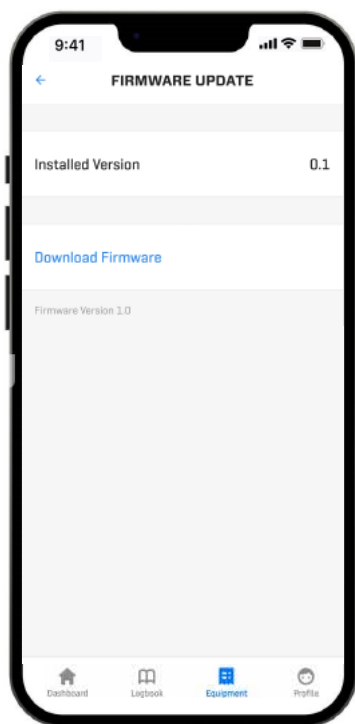 9:41
FIRMWARE UPDATE
Installed Version 0.1
Download Firmware
Firmware Version 1.0
Dashboard Logbook Equipment Profile